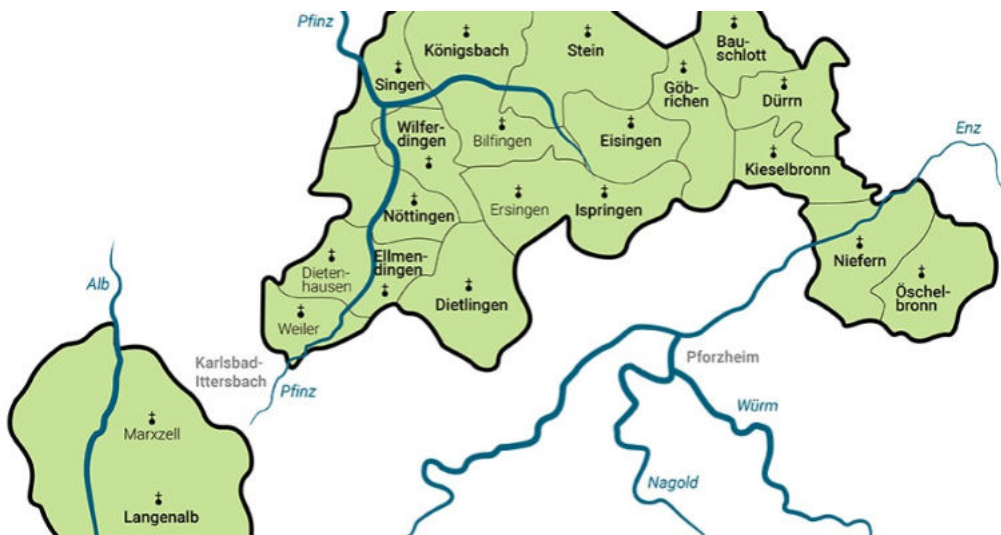 Pfinz
Königsbach
Stein
Bau-
schlott
Singen
Göb-
richen
Dürrn
Wilfer-
dingen
Bilfingen
Eisingen
Enz
Kieselbronn
Nöttingen
Ersingen
Ispringen
Niefern
Öschel-
bronn
Dieten-
hausen
Ellmen-
dingen
Dietlingen
Alb
Weiler
Karlsbad-
Ittersbach
Pfinz
Pforzheim
Würm
Marxzell
Nagold
Langenalb